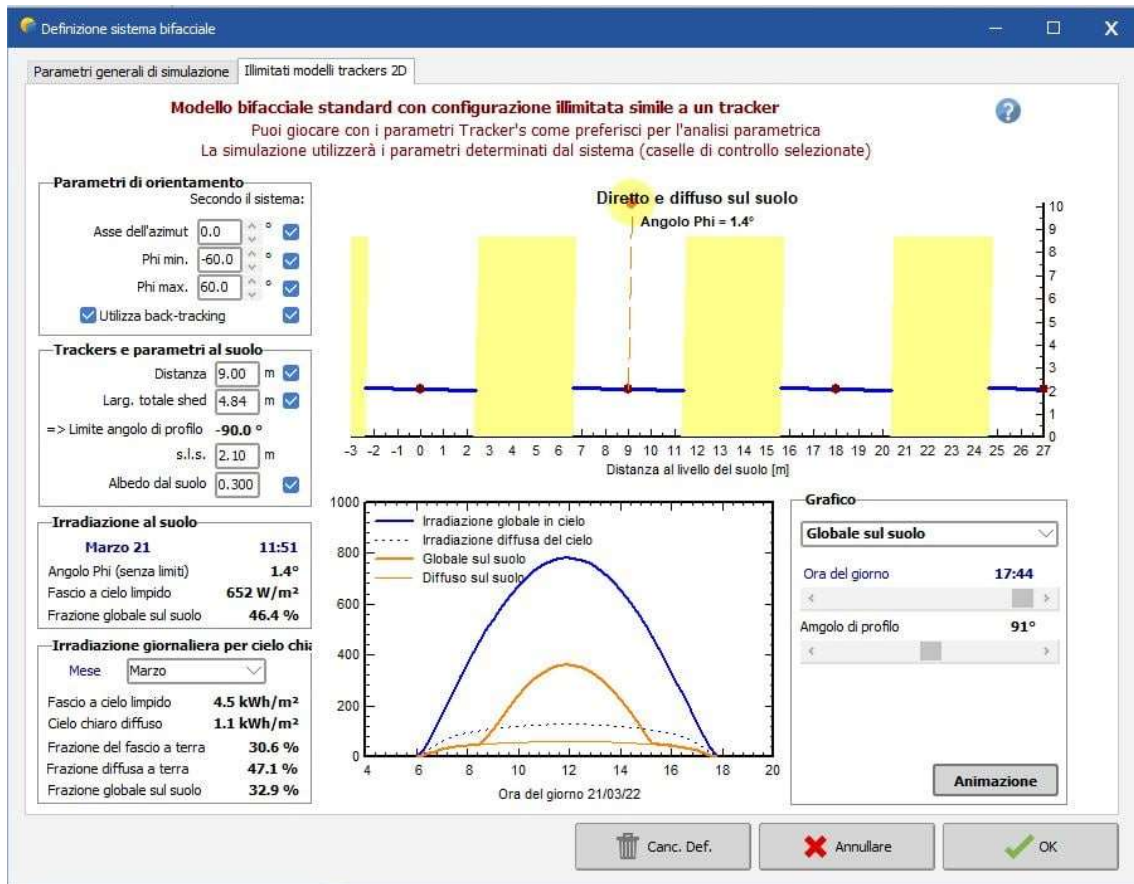 Definizione sistema bifacciale
Parametri generali di simulazione
Illimitati modelli trackers 2D
Modello bifacciale standard con configurazione illimitata simile a un tracker
Puoi giocare con i parametri Tracker's come preferisci per l'analisi parametrica
La simulazione utilizzerà i parametri determinati dal sistema (caselle di controllo selezionate)
Parametri di orientamento
Secondo il sistema:
Asse dell'azimut 0.0 °
Phi min. -60.0 °
Phi max. 60.0 °
Utilizza back-tracking
Trackers e parametri al suolo
Distanza 9.00 m
Larg. totale shed 4.84 m
=> Limite angolo di profilo -90.0 °
s.l.s. 2.10 m
Albedo dal suolo 0.300
Irradiazione al suolo
Marzo 21 11:51
Angolo Phi (senza limiti) 1.4°
Fascio a cielo limpido 652 W/m²
Frazione globale sul suolo 46.4 %
Irradiazione giornaliera per cielo chia
Mese Marzo
Fascio a cielo limpido 4.5 kWh/m²
Cielo chiaro diffuso 1.1 kWh/m²
Frazione del fascio a terra 30.6 %
Frazione diffusa a terra 47.1 %
Frazione globale sul suolo 32.9 %
Diretto e diffuso sul suolo
Angolo Phi = 1.4°
10
9
8
7
6
5
4
3
2
1
0
-3 -2 -1 0 1 2 3 4 5 6 7 8 9 10 11 12 13 14 15 16 17 18 19 20 21 22 23 24 25 26 27
Distanza al livello del suolo [m]
1000
800
600
400
200
0
Irradiazione globale in cielo
Irradiazione diffusa del cielo
Globale sul suolo
Diffuso sul suolo
4 6 8 10 12 14 16 18 20
Ora del giorno 21/03/22
Grafico
Globale sul suolo
Ora del giorno 17:44
Amgolo di profilo 91°
Animazione
Canc. Def.
Annullare
OK